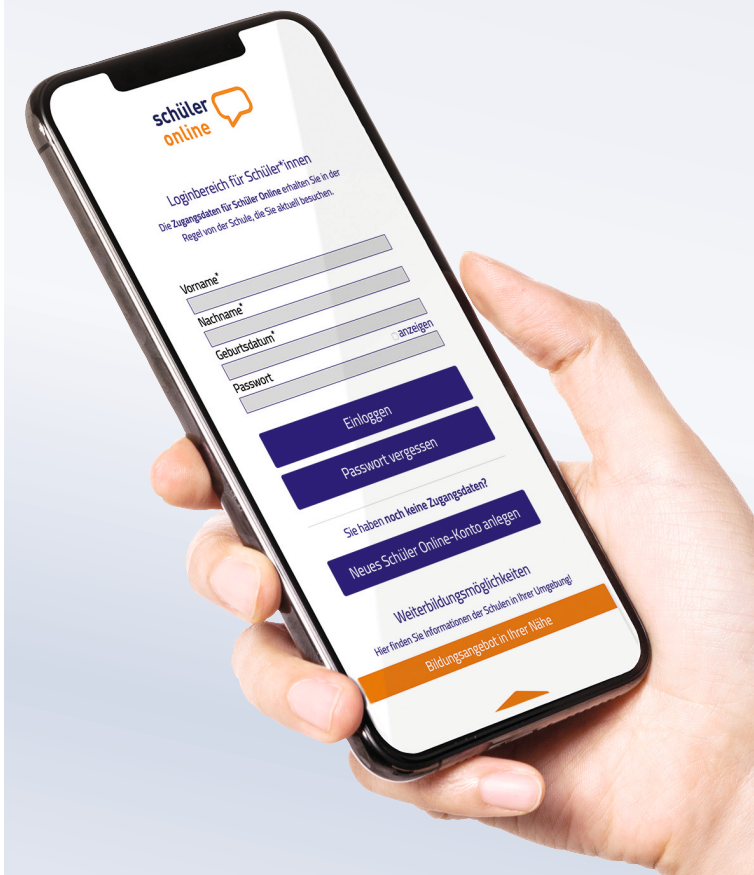 schüler
online
Loginbereich für Schüler*innen
Die Zugangsdaten für Schüler Online erhalten Sie in der
Regel von der Schule, die Sie aktuell besuchen.
Vorname*
Nachname*
Geburtsdatum*
anzeigen
Passwort
Einloggen
Passwort vergessen
Sie haben noch keine Zugangsdaten?
Neues Schüler Online-Konto anlegen
Weiterbildungsmöglichkeiten
Hier finden Sie Informationen der Schulen in Ihrer Umgebung!
Bildungsangebot in Ihrer Nähe